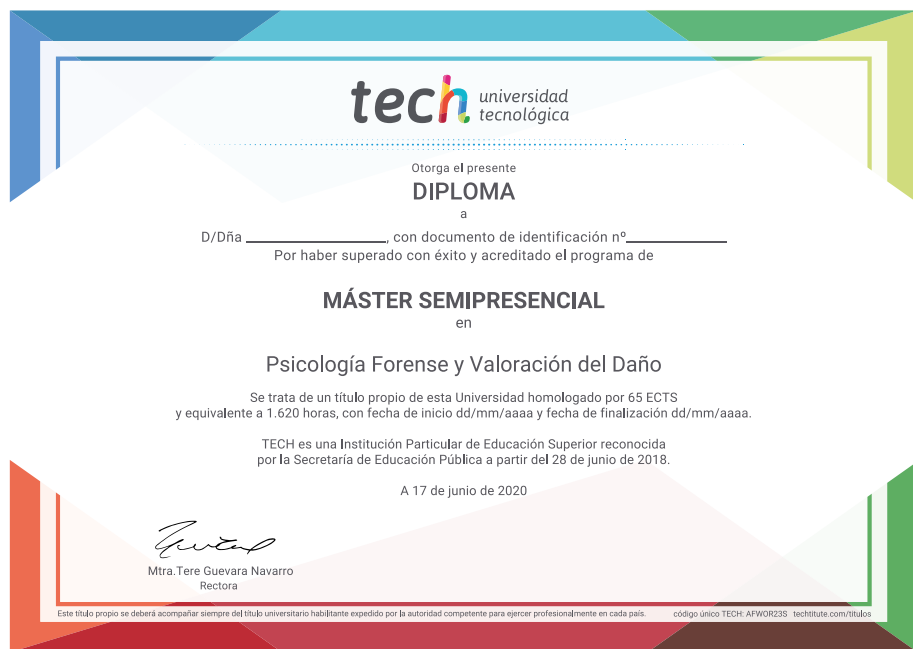 tech universidad
tecnológica
Otorga el presente
DIPLOMA
a
D/Dña ________________, con documento de identificación nº____________
Por haber superado con éxito y acreditado el programa de
MÁSTER SEMIPRESENCIAL
en
Psicología Forense y Valoración del Daño
Se trata de un título propio de esta Universidad homologado por 65 ECTS
y equivalente a 1.620 horas, con fecha de inicio dd/mm/aaaa y fecha de finalización dd/mm/aaaa.
TECH es una Institución Particular de Educación Superior reconocida
por la Secretaría de Educación Pública a partir del 28 de junio de 2018.
A 17 de junio de 2020
Mtra.Tere Guevara Navarro
Rectora
Este título propio se deberá acompañar siempre del título universitario habilitante expedido por la autoridad competente para ejercer profesionalmente en cada país. código único TECH: AFWOR23S techtitute.com/titulos